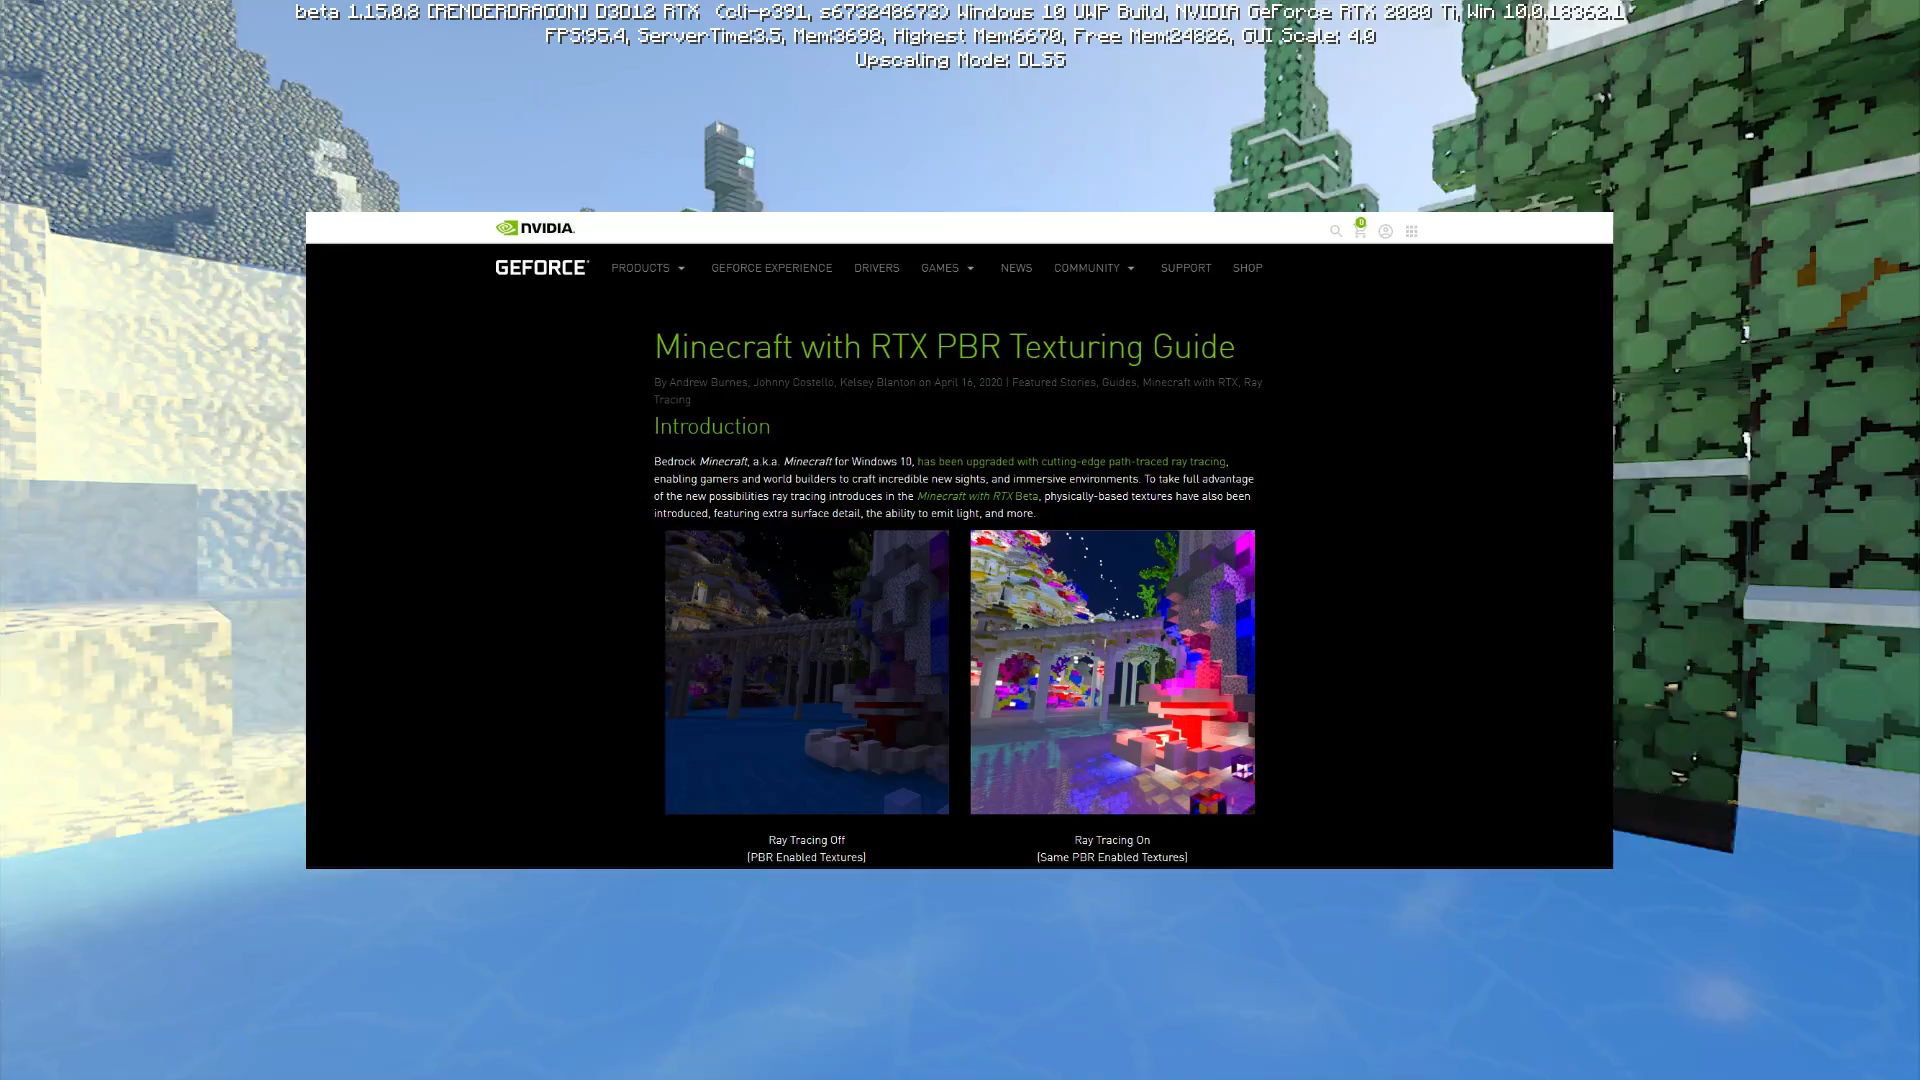 beta 1.15.0.8 [RENDERDRAGON] D3D12 RTX (cli-p391, s673248673) Windows 10 UWP Build, NVIDIA GeForce RTX 2080 Ti, Win 10.0.18362.1
FPS:95.4, ServerTime:3.5, Mem:3698, Highest Mem:6670, Free Mem:24826, GUI Scale: 4.0
Upscaling Mode: DLSS
NVIDIA.
0
GEFORCE PRODUCTS GEFORCE EXPERIENCE DRIVERS GAMES NEWS COMMUNITY SUPPORT SHOP
Minecraft with RTX PBR Texturing Guide
By Andrew Burnes, Johnny Costello, Kelsey Blanton on April 16, 2020 | Featured Stories, Guides, Minecraft with RTX, Ray
Tracing
Introduction
Bedrock Minecraft, a.k.a. Minecraft for Windows 10, has been upgraded with cutting-edge path-traced ray tracing,
enabling gamers and world builders to craft incredible new sights, and immersive environments. To take full advantage
of the new possibilities ray tracing introduces in the Minecraft with RTX Beta, physically-based textures have also been
introduced, featuring extra surface detail, the ability to emit light, and more.
Ray Tracing Off
(PBR Enabled Textures)
Ray Tracing On
(Same PBR Enabled Textures)